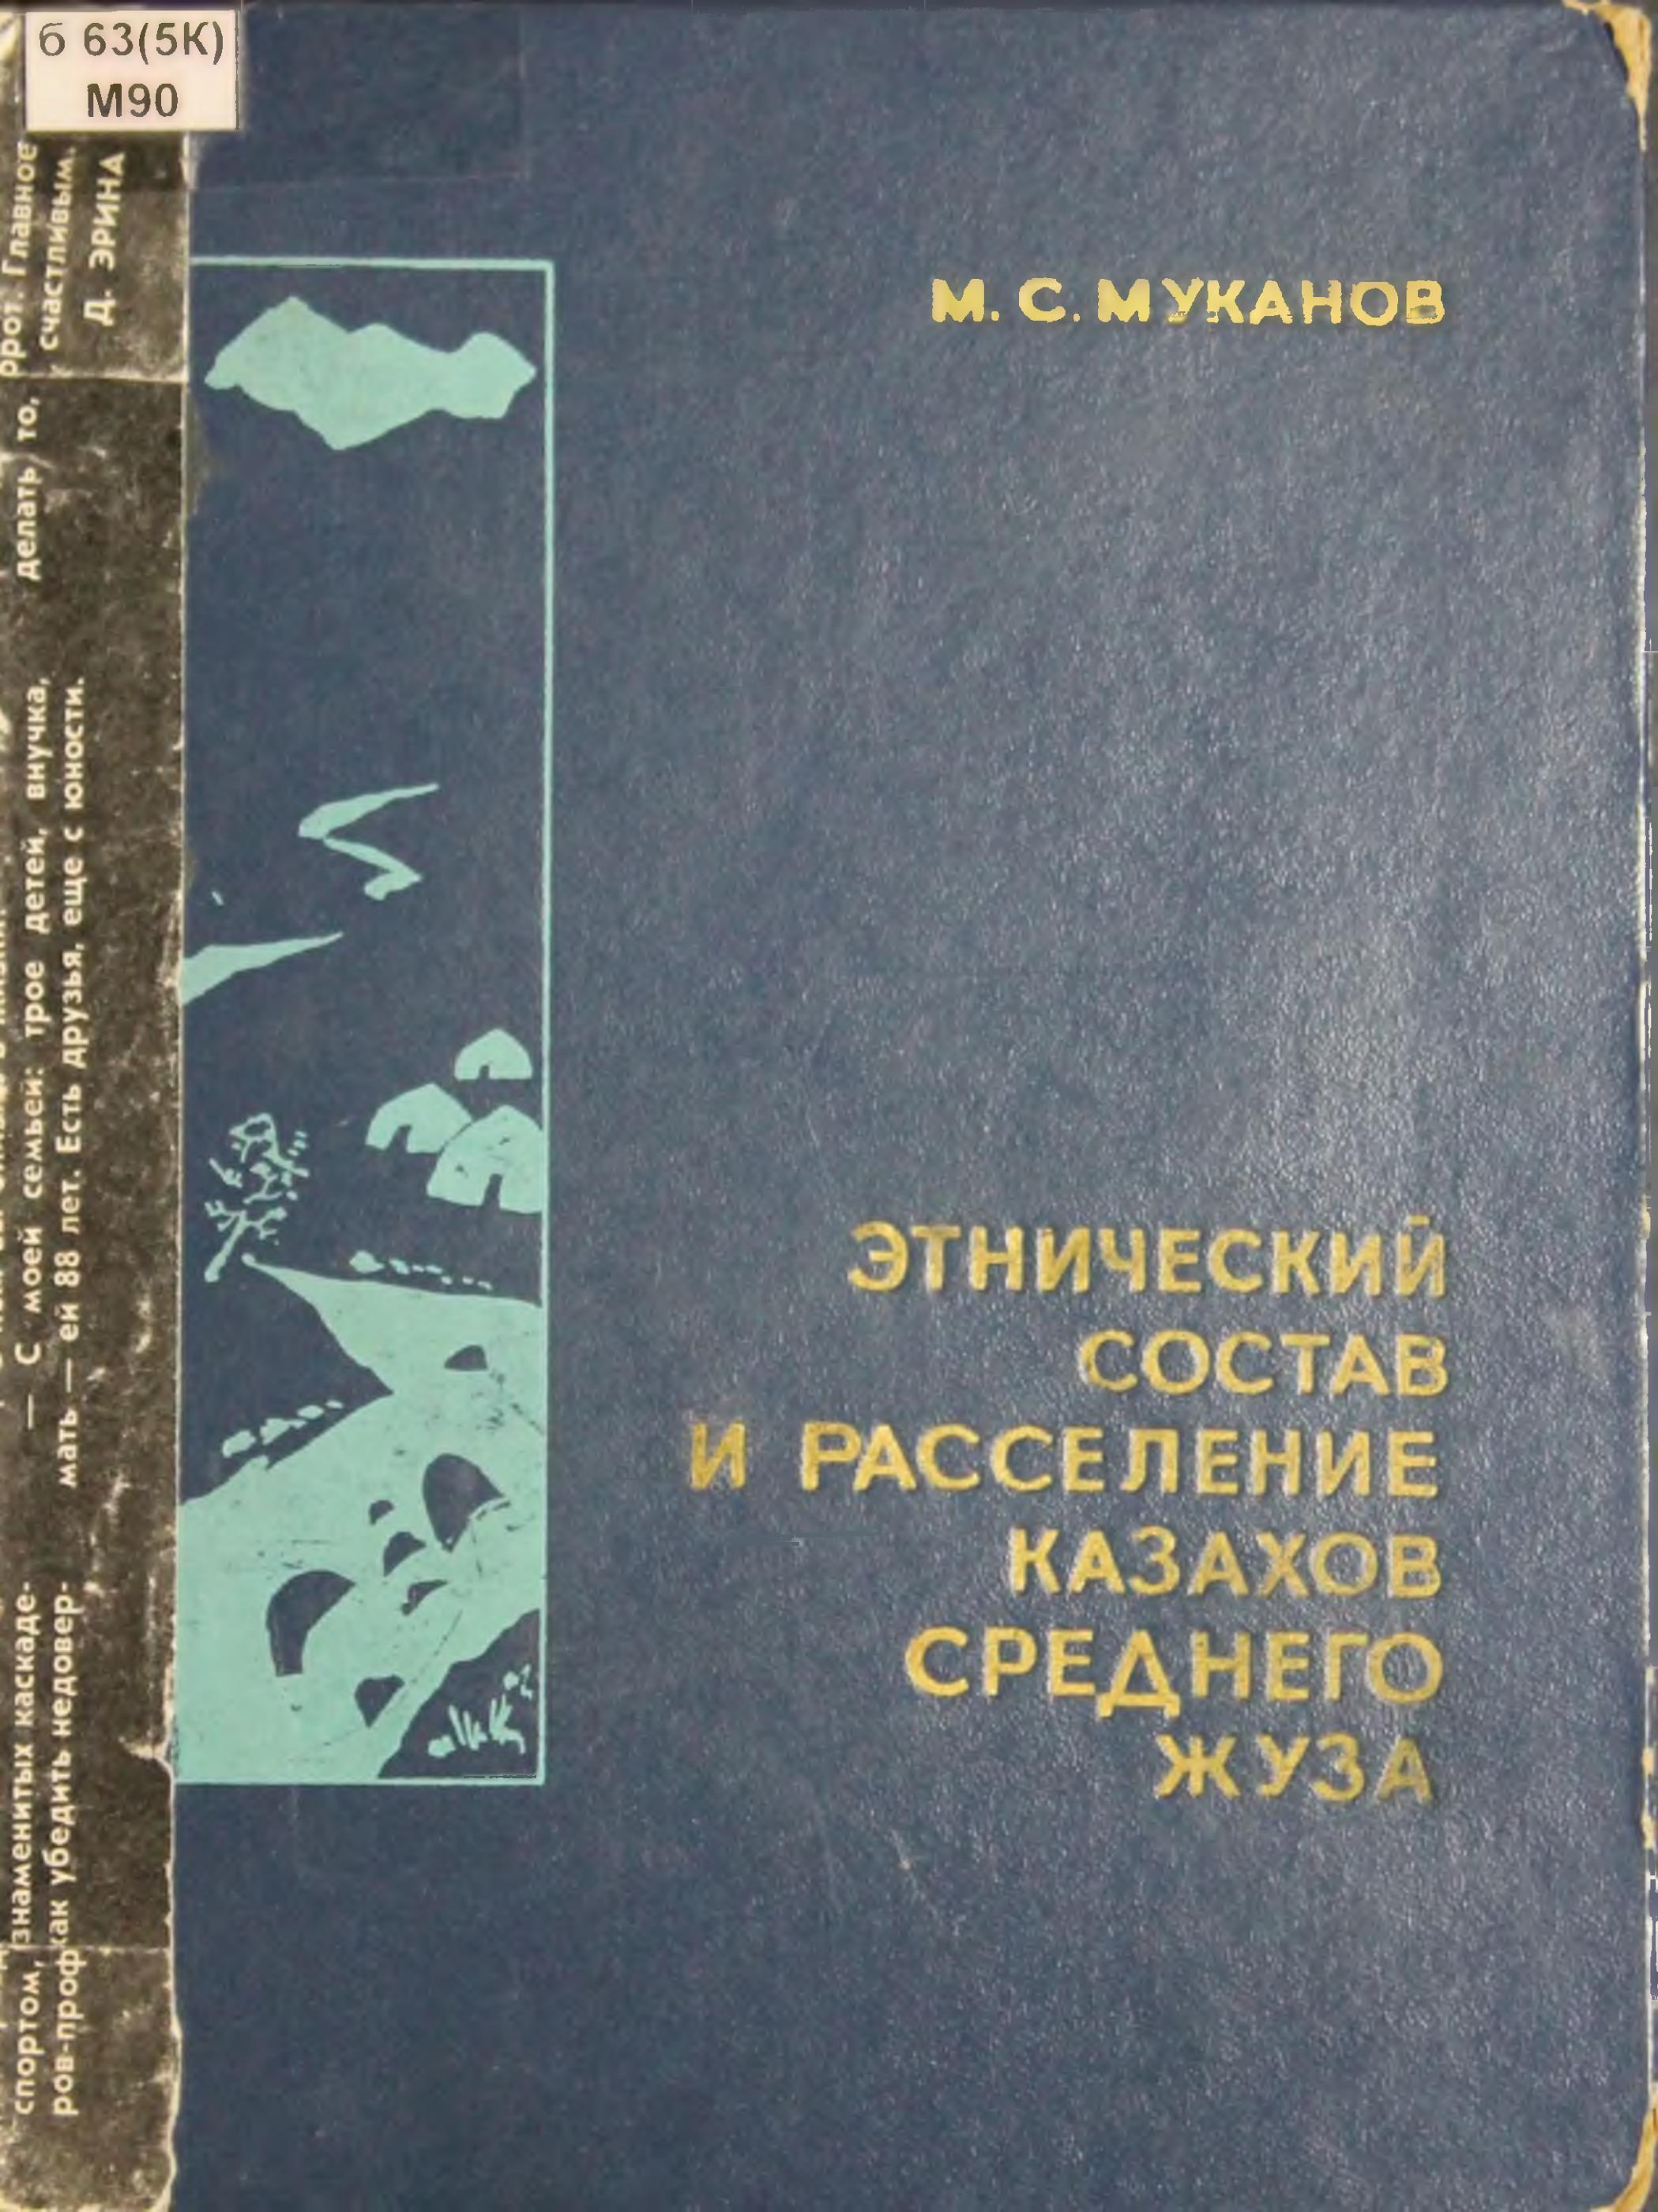 б 63(5К)
М90
М. С. МУКАНОВ
ЭТНИЧЕСКИЙ
СОСТАВ
И РАССЕЛЕНИЕ
КАЗАХОВ
СРЕДНЕГО
ЖУЗА
Главное
счастливым.
Д. ЭРИНА
— С моей семьей: трое детей, внучка,
мать — ей 88 лет. Есть друзья, еще с юности.
делать то,
знаменитых каскаде-
как убедить недовер-
спортом,
ров-проф